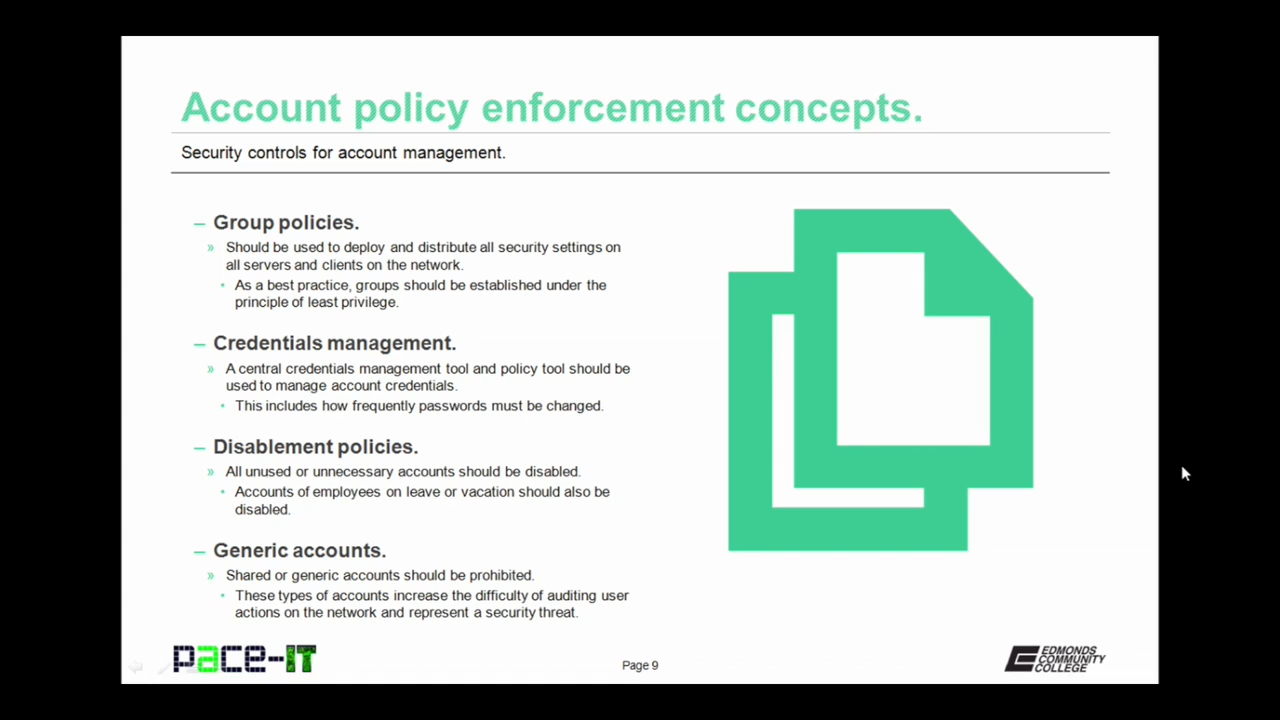 Account policy enforcement concepts.
Security controls for account management.
– Group policies.
» Should be used to deploy and distribute all security settings on
all servers and clients on the network.
• As a best practice, groups should be established under the
principle of least privilege.
– Credentials management.
» A central credentials management tool and policy tool should be
used to manage account credentials.
• This includes how frequently passwords must be changed.
– Disablement policies.
» All unused or unnecessary accounts should be disabled.
• Accounts of employees on leave or vacation should also be
disabled.
– Generic accounts.
» Shared or generic accounts should be prohibited.
• These types of accounts increase the difficulty of auditing user
actions on the network and represent a security threat.
pace-IT
Page 9
EDMONDS
COMMUNITY
COLLEGE